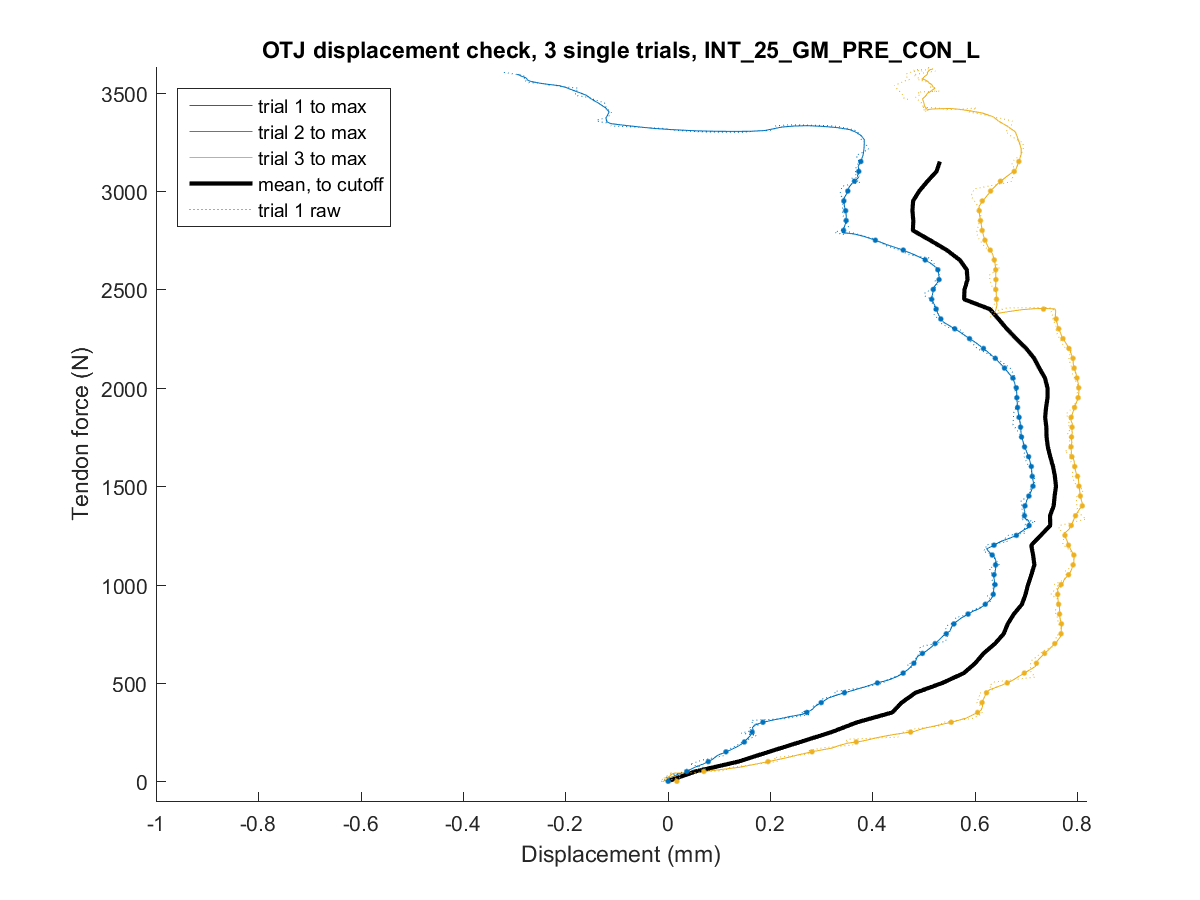 OTJ displacement check, 3 single trials, INT_25_GM_PRE_CON_L
trial 1 to max
trial 2 to max
trial 3 to max
mean, to cutoff
trial 1 raw
Tendon force (N)
3500
3000
2500
2000
1500
1000
500
0
-1 -0.8 -0.6 -0.4 -0.2 0 0.2 0.4 0.6 0.8
Displacement (mm)